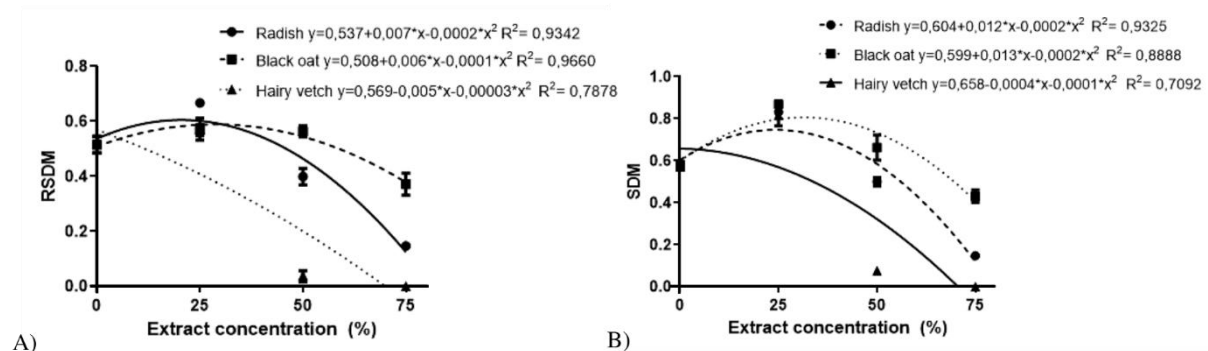 Radish y=0,537+0,007*x-0,0002*x² R²= 0,9342
Black oat y=0,508+0,006*x-0,0001*x² R²= 0,9660
Hairy vetch y=0,569-0,005*x-0,00003*x² R²= 0,7878
0.8
0.6
0.4
0.2
0.0
RSDM
0 25 50 75
Extract concentration (%)
A)
Radish y=0,604+0,012*x-0,0002*x² R²= 0,9325
Black oat y=0,599+0,013*x-0,0002*x² R²= 0,8888
Hairy vetch y=0,658-0,0004*x-0,0001*x² R²= 0,7092
1.0
0.8
0.6
0.4
0.2
0.0
SDM
0 25 50 75
Extract concentration (%)
B)